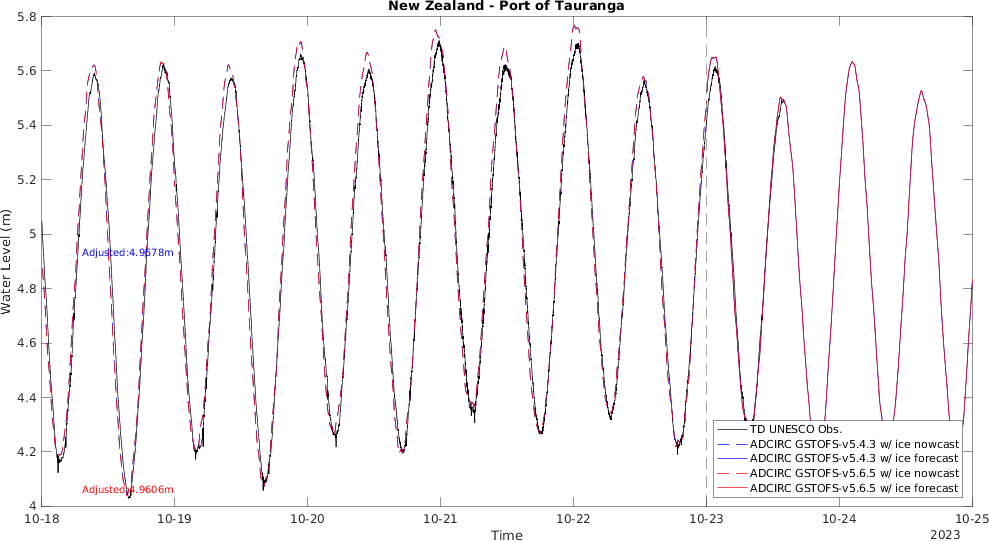 New Zealand - Port of Tauranga
Water Level (m)
5.8
5.6
5.4
5.2
5
4.8
4.6
4.4
4.2
4
Adjusted:4.9578m
Adjusted:4.9606m
TD UNESCO Obs.
ADCIRC GSTOFS-v5.4.3 w/ ice nowcast
ADCIRC GSTOFS-v5.4.3 w/ ice forecast
ADCIRC GSTOFS-v5.6.5 w/ ice nowcast
ADCIRC GSTOFS-v5.6.5 w/ ice forecast
10-18 10-19 10-20 10-21 10-22 10-23 10-24 10-25
Time
2023